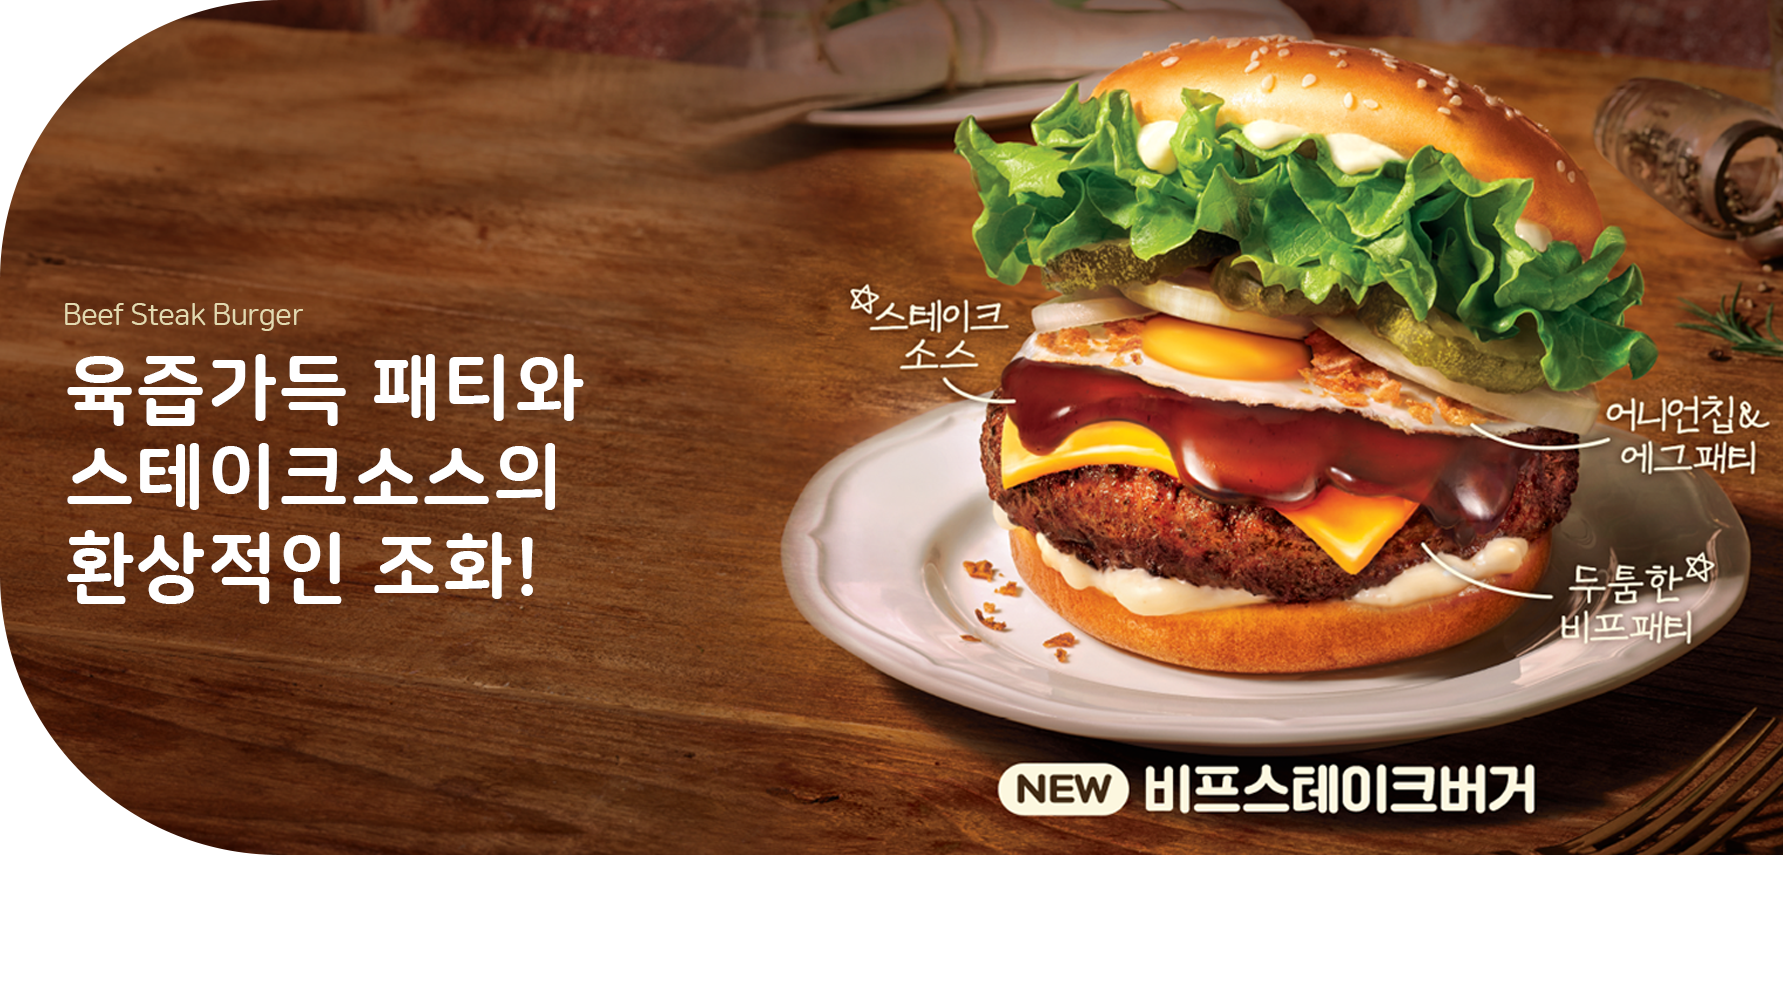 Beef Steak Burger
육즙가득 패티와
스테이크소스의
환상적인 조화!
스테이크
소스
어니언칩&
에그패티
두툼한
비프패티
NEW 비프스테이크버거